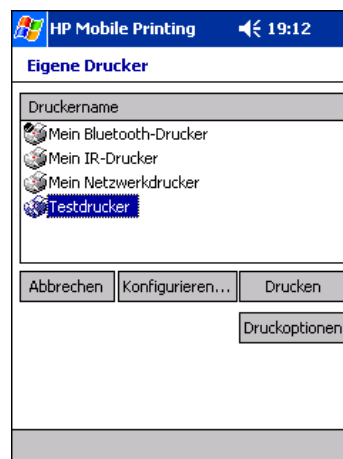 HP Mobile Printing 19:12
Eigene Drucker
Druckername
Mein Bluetooth-Drucker
Mein IR-Drucker
Mein Netzwerkdrucker
Testdrucker
Abbrechen Konfigurieren... Drucken
Druckoptionen